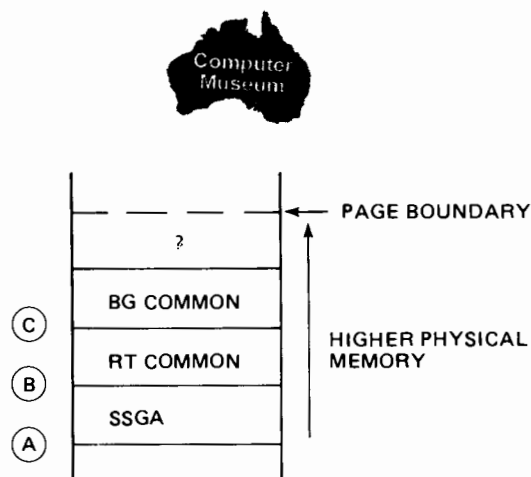 Computer
Museum
PAGE BOUNDARY
?
BG COMMON
C
HIGHER PHYSICAL
MEMORY
RT COMMON
B
SSGA
A